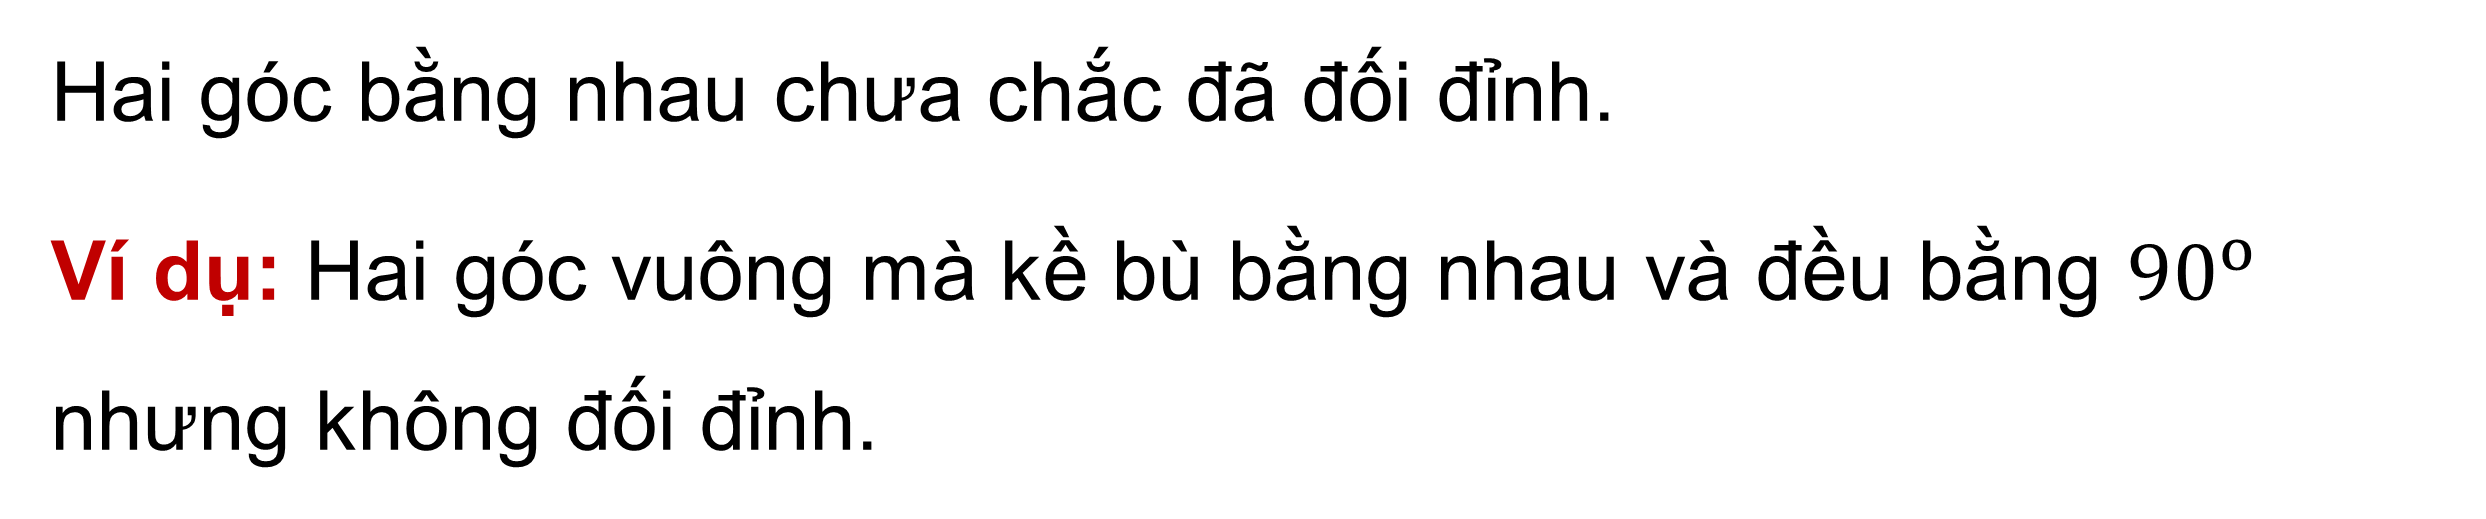 Hai góc bằng nhau chưa chắc đã đối đỉnh.
Ví dụ: Hai góc vuông mà kề bù bằng nhau và đều bằng 90º
nhưng không đối đỉnh.